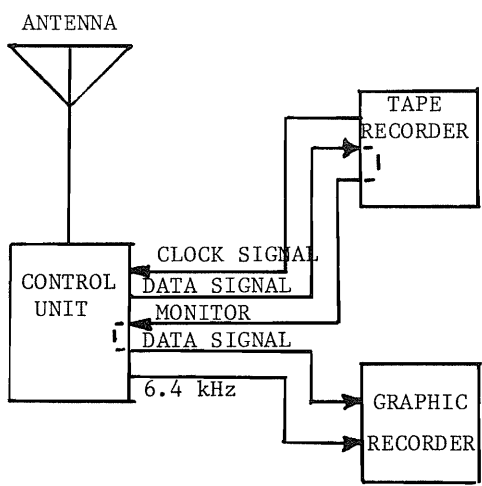 ANTENNA
TAPE
RECORDER
CLOCK SIGNAL
CONTROL
UNIT
DATA SIGNAL
MONITOR
DATA SIGNAL
6.4 kHz
GRAPHIC
RECORDER